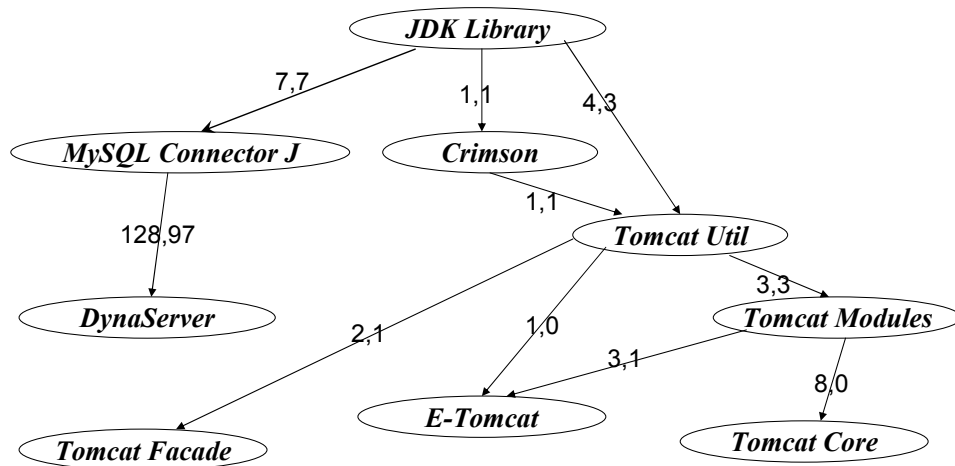 JDK Library
7,7
1,1
4,3
MySQL Connector J
Crimson
1,1
128,97
Tomcat Util
3,3
DynaServer
2,1
1,0
Tomcat Modules
3,1
8,0
E-Tomcat
Tomcat Facade
Tomcat Core